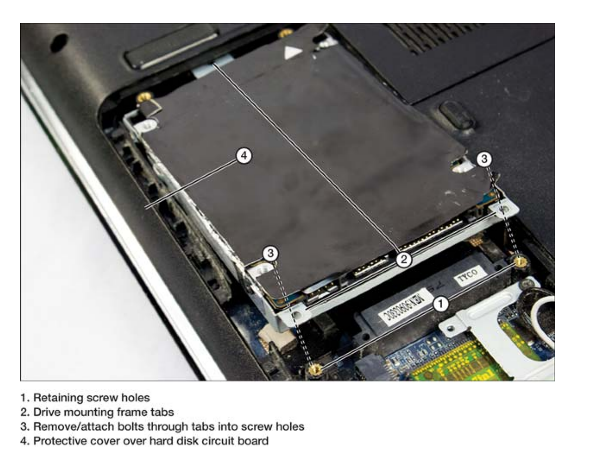 4
3
3
2
1
TYCO
1. Retaining screw holes
2. Drive mounting frame tabs
3. Remove/attach bolts through tabs into screw holes
4. Protective cover over hard disk circuit board